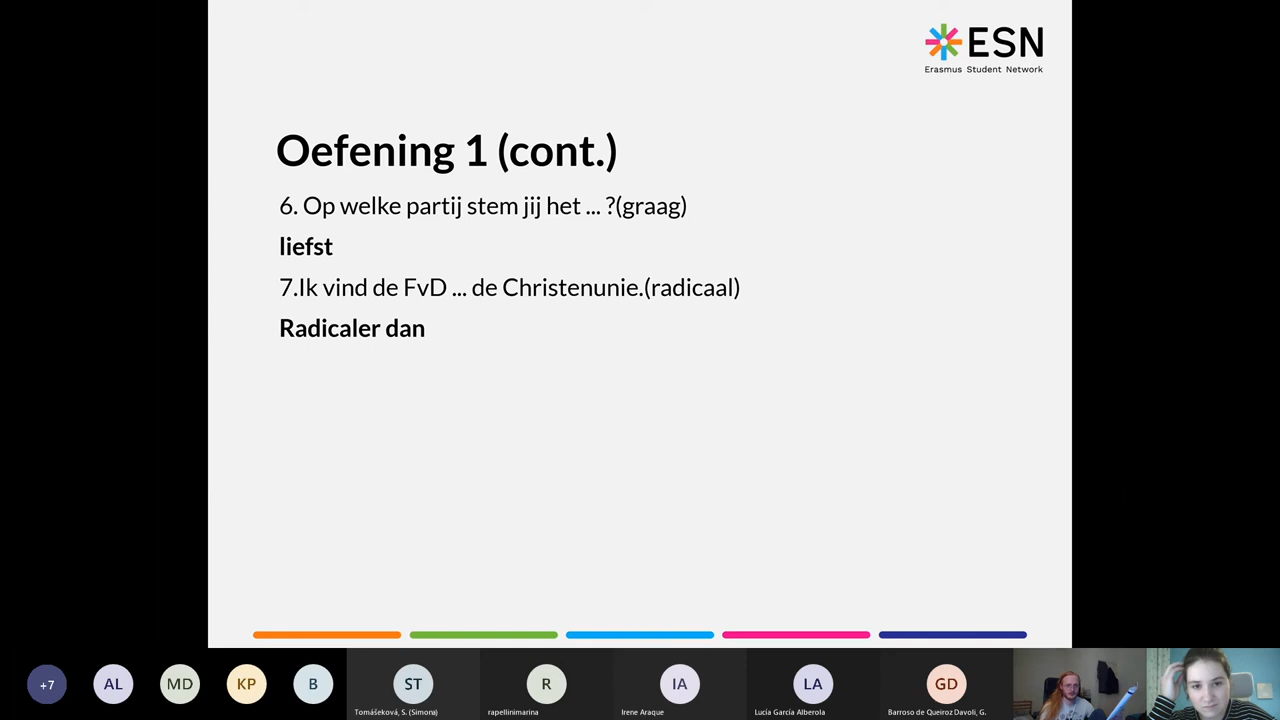 ESN
Erasmus Student Network
Oefening 1 (cont.)
6. Op welke partij stem jij het ... ?(graag)
liefst
7.Ik vind de FvD ... de Christenunie.(radicaal)
Radicaler dan
+7
AL
MD
KP
B
ST
R
IA
LA
GD
Tomášeková, S. (Simona)
rapellinimarina
Irene Araque
Lucía García Alberola
Barroso de Queiroz Davoli, G.